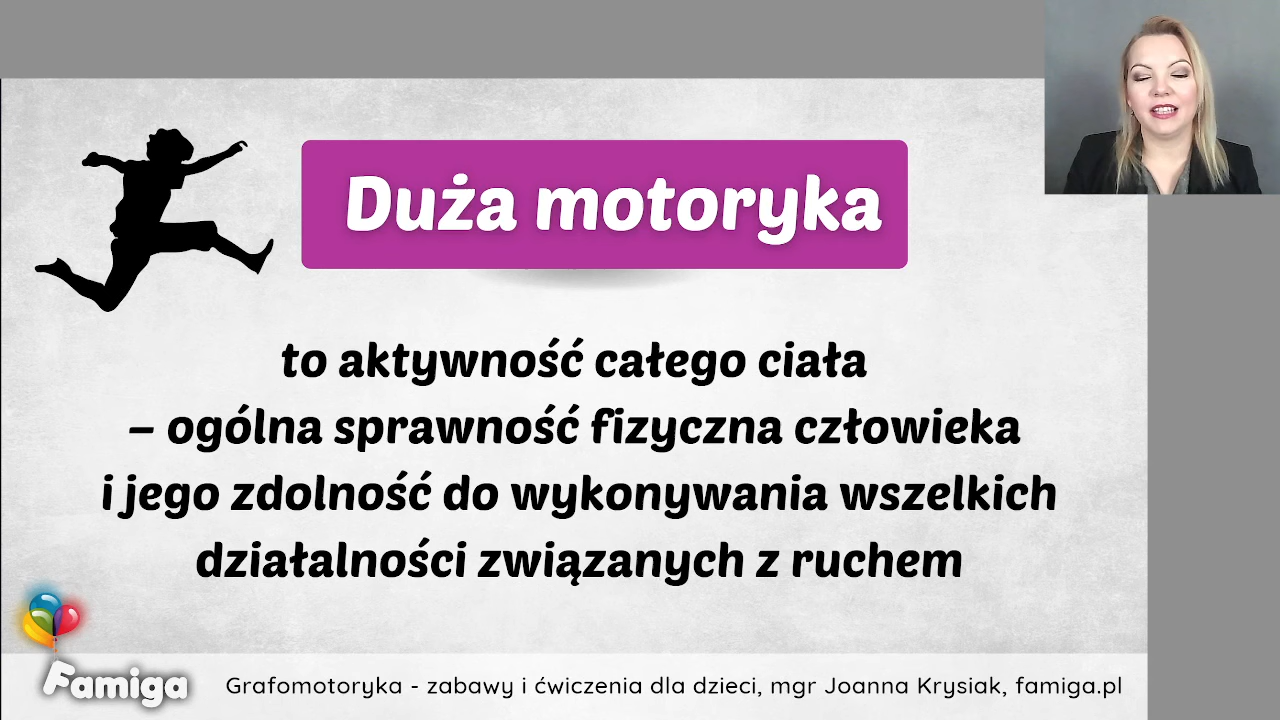 Duża motoryka
to aktywność całego ciała
– ogólna sprawność fizyczna człowieka
i jego zdolność do wykonywania wszelkich
działalności związanych z ruchem
Famiga
Grafomotoryka - zabawy i ćwiczenia dla dzieci, mgr Joanna Krysiak, famiga.pl